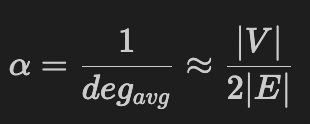 α = 1 / deg_avg ≈ |V| / 2|E|